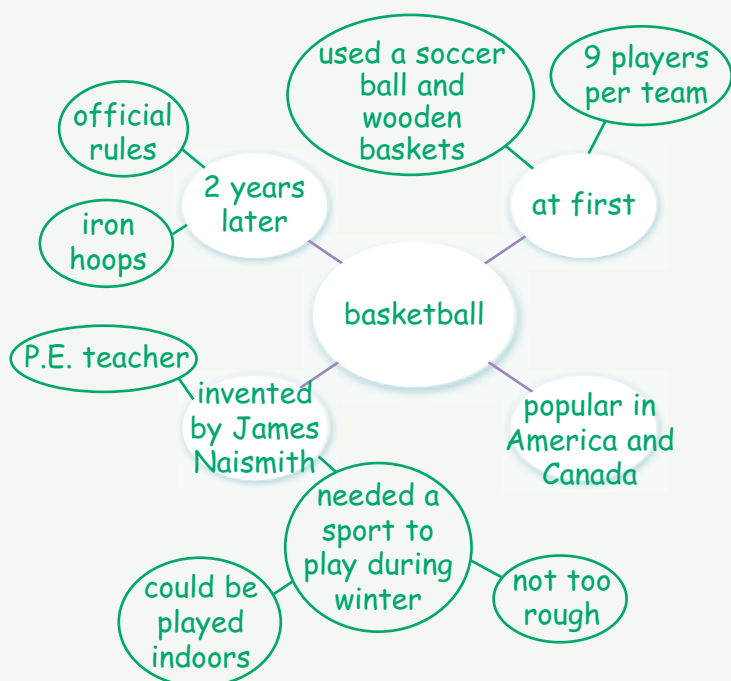 used a soccer
ball and
wooden
baskets
9 players
per team
official
rules
2 years
later
at first
iron
hoops
basketball
P.E. teacher
invented
by James
Naismith
popular in
America and
Canada
needed a
sport to
play during
winter
could be
played
indoors
not too
rough